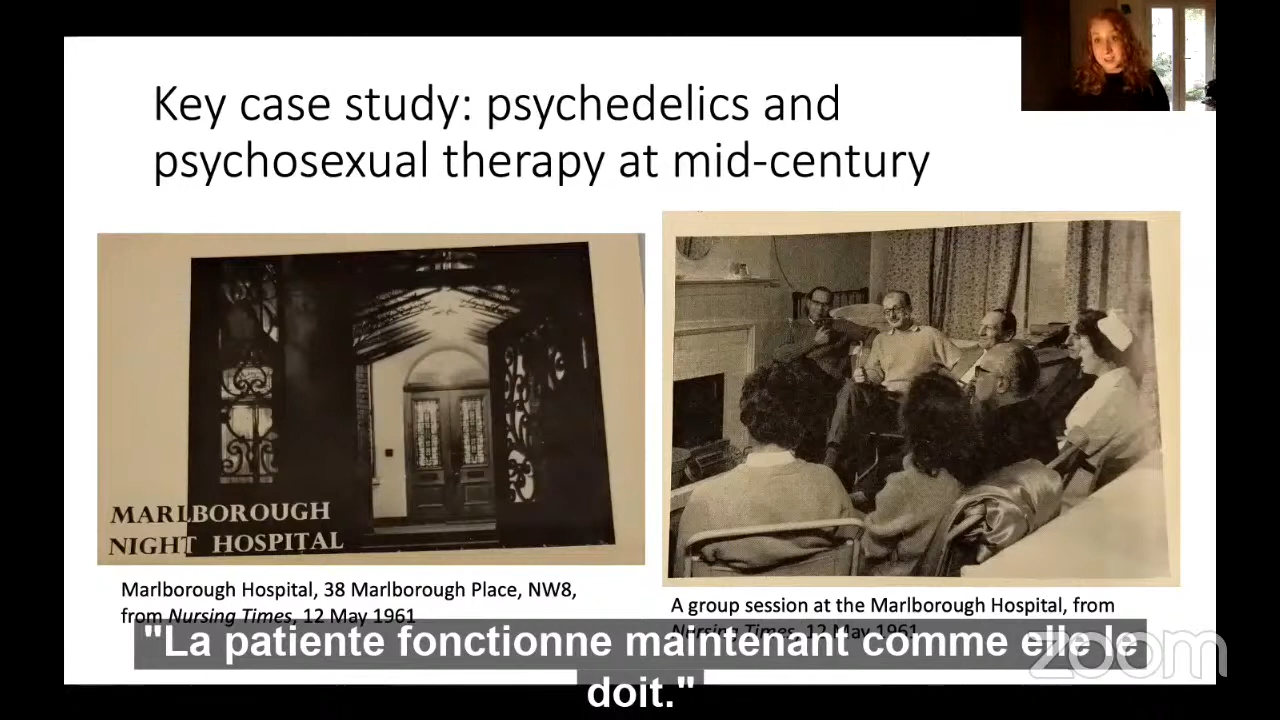 Key case study: psychedelics and
psychosexual therapy at mid-century
MARLBOROUGH
NIGHT HOSPITAL
Marlborough Hospital, 38 Marlborough Place, NW8,
from Nursing Times, 12 May 1961
A group session at the Marlborough Hospital, from
Nursing Times, 12 May 1961
"La patiente fonctionne maintenant comme elle le
doit."
zoom